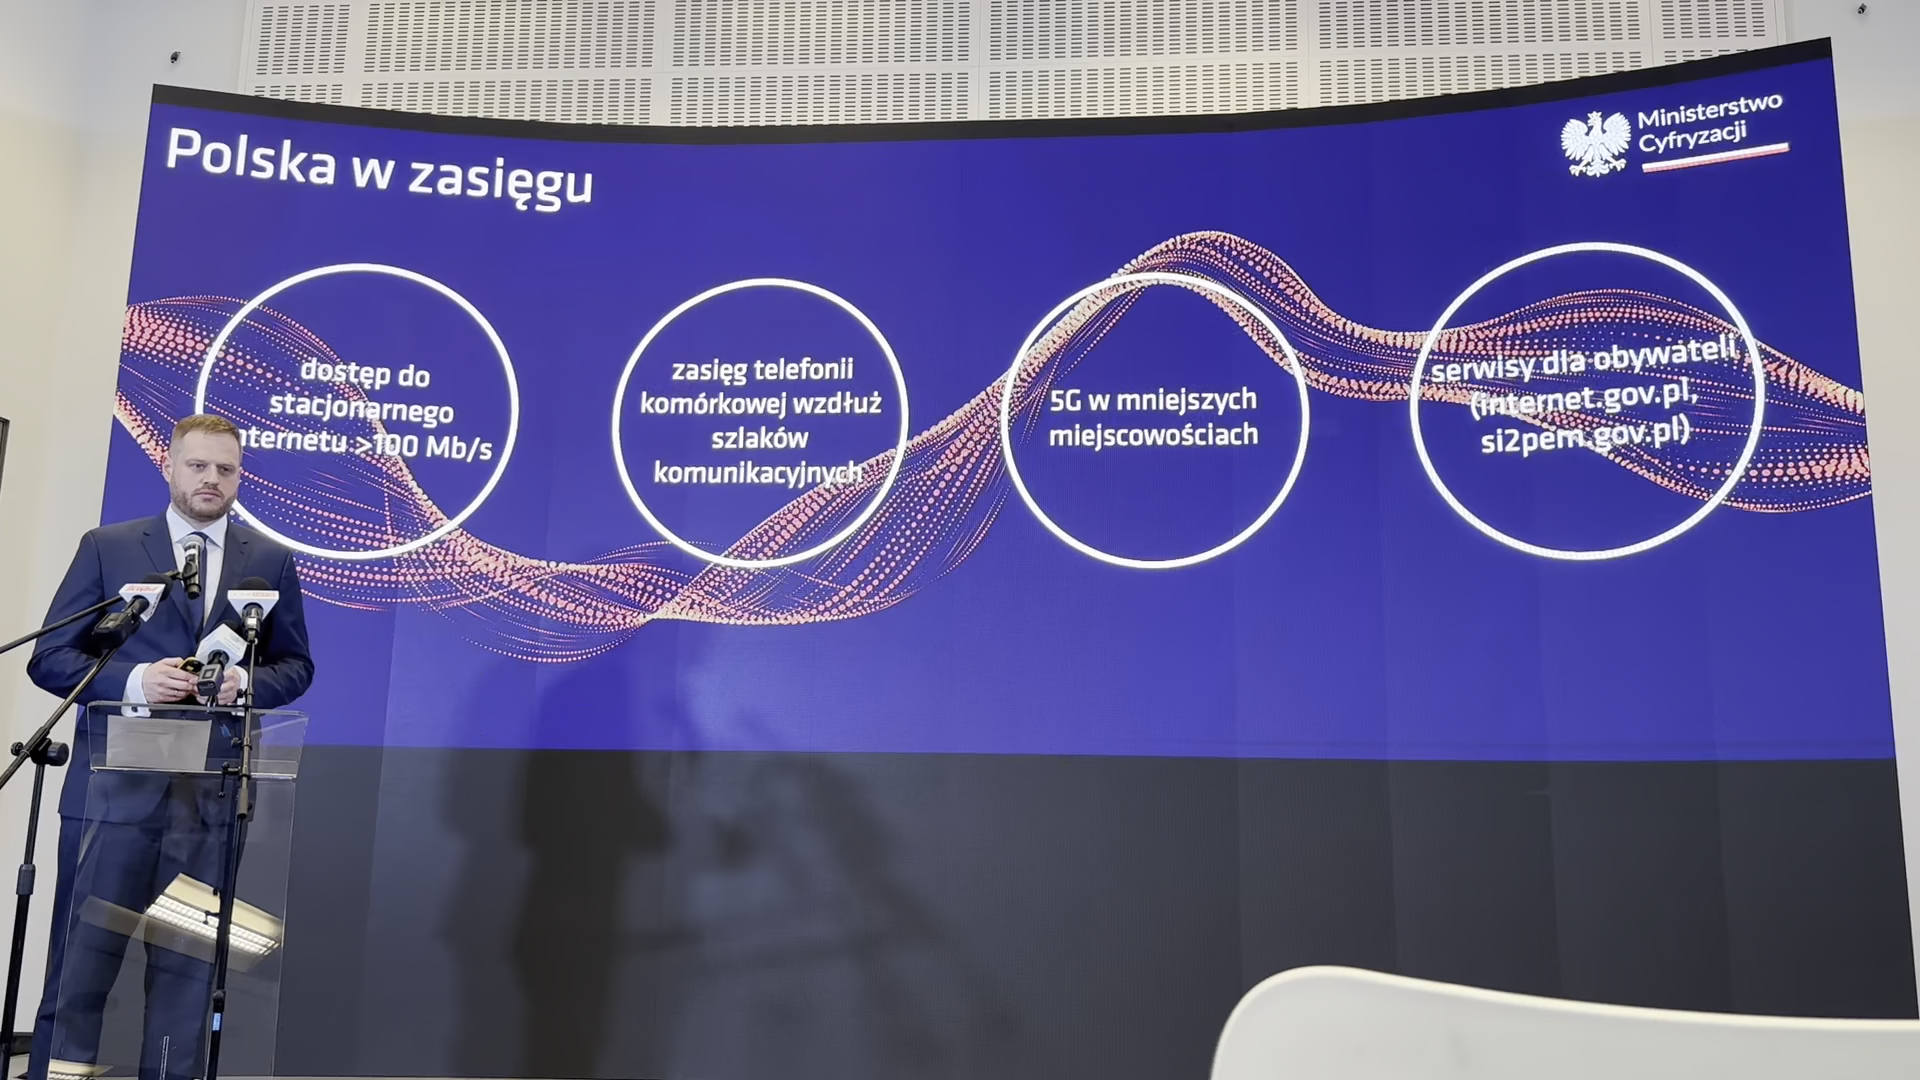 Polska w zasięgu
Ministerstwo
Cyfryzacji
dostęp do
stacjonarnego
nternetu >100 Mb/s
zasięg telefonii
komórkowej wzdłuż
szlaków
komunikacyjnych
5G w mniejszych
miejscowościach
serwisy dla obywateli
(internet.gov.pl,
si2pem.gov.pl)